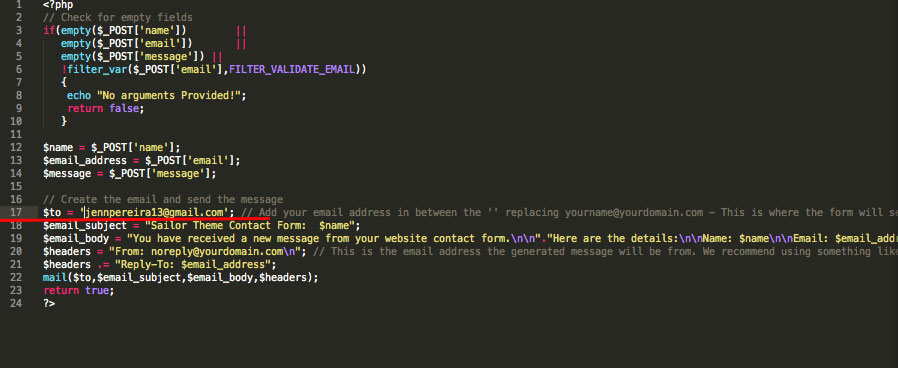 1 <?php
2 // Check for empty fields
3 if(empty($_POST['name']) ||
4 empty($_POST['email']) ||
5 empty($_POST['message']) ||
6 !filter_var($_POST['email'],FILTER_VALIDATE_EMAIL))
7 {
8 echo "No arguments Provided!";
9 return false;
10 }
11
12 $name = $_POST['name'];
13 $email_address = $_POST['email'];
14 $message = $_POST['message'];
15
16 // Create the email and send the message
17 $to = 'jennpereira13@gmail.com'; // Add your email address in between the '' replacing yourname@yourdomain.com - This is where the form will se
18 $email_subject = "Sailor Theme Contact Form:  $name";
19 $email_body = "You have received a new message from your website contact form.\n\n"."Here are the details:\n\nName: $name\n\nEmail: $email_addr
20 $headers = "From: noreply@yourdomain.com\n"; // This is the email address the generated message will be from. We recommend using something like
21 $headers .= "Reply-To: $email_address";
22 mail($to,$email_subject,$email_body,$headers);
23 return true;
24 ?>